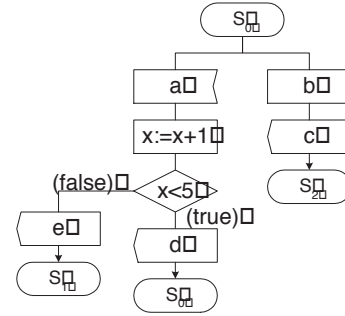 S0
a
b
x:=x+1
c
(false)
x<5
S2
(true)
e
d
S1
S0